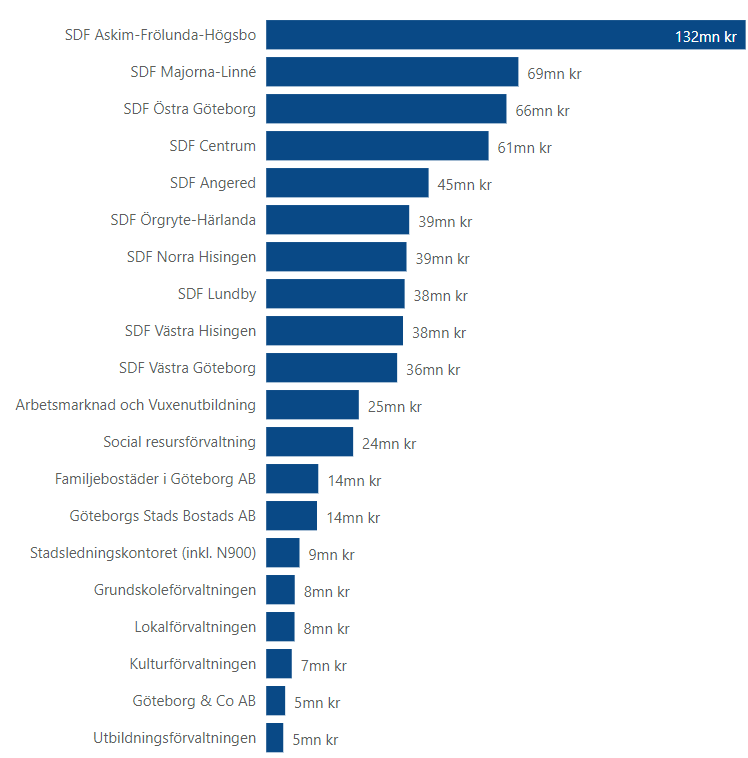 SDF Askim-Frölunda-Högsbo 132mn kr
SDF Majorna-Linné 69mn kr
SDF Östra Göteborg 66mn kr
SDF Centrum 61mn kr
SDF Angered 45mn kr
SDF Örgryte-Härlanda 39mn kr
SDF Norra Hisingen 39mn kr
SDF Lundby 38mn kr
SDF Västra Hisingen 38mn kr
SDF Västra Göteborg 36mn kr
Arbetsmarknad och Vuxenutbildning 25mn kr
Social resursförvaltning 24mn kr
Familjebostäder i Göteborg AB 14mn kr
Göteborgs Stads Bostads AB 14mn kr
Stadsledningskontoret (inkl. N900) 9mn kr
Grundskoleförvaltningen 8mn kr
Lokalförvaltningen 8mn kr
Kulturförvaltningen 7mn kr
Göteborg & Co AB 5mn kr
Utbildningsförvaltningen 5mn kr